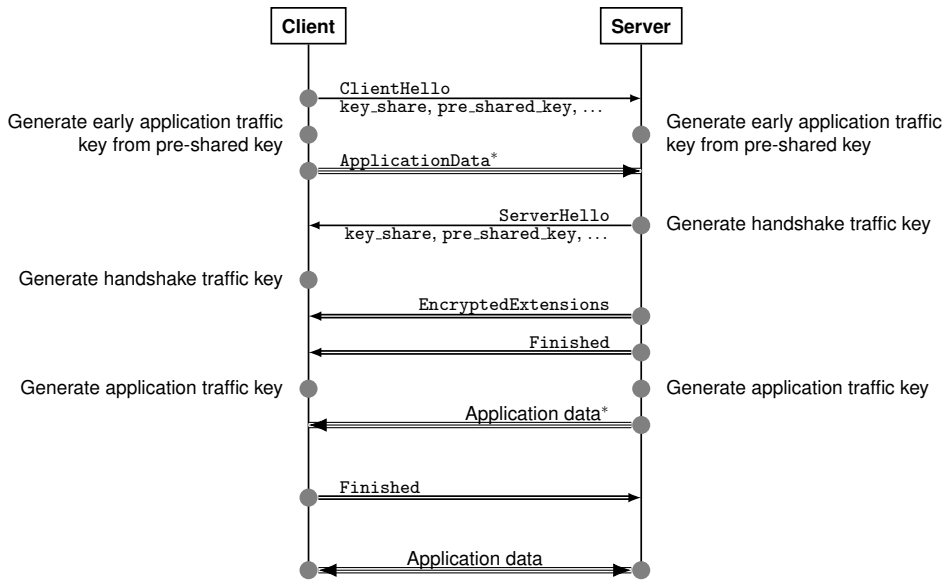 Client
Server
ClientHello
key_share, pre_shared_key, ...
Generate early application traffic
key from pre-shared key
Generate early application traffic
key from pre-shared key
ApplicationData*
ServerHello
key_share, pre_shared_key, ...
Generate handshake traffic key
Generate handshake traffic key
EncryptedExtensions
Finished
Generate application traffic key
Generate application traffic key
Application data*
Finished
Application data